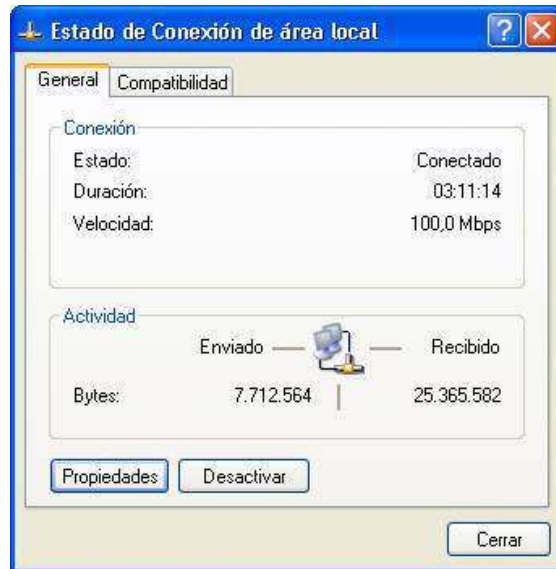 Estado de Conexión de área local
General Compatibilidad
Conexión
Estado: Conectado
Duración: 03:11:14
Velocidad: 100,0 Mbps
Actividad
Enviado Recibido
Bytes: 7.712.564 25.365.582
Propiedades Desactivar
Cerrar